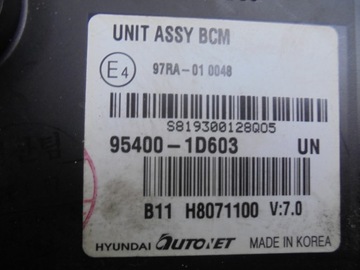 UNIT ASSY BCM
E4
97RA-01 0048
S819300128Q05
95400-1D603 UN
B11 H8071100 V:7.0
HYUNDAI AUTONET MADE IN KOREA